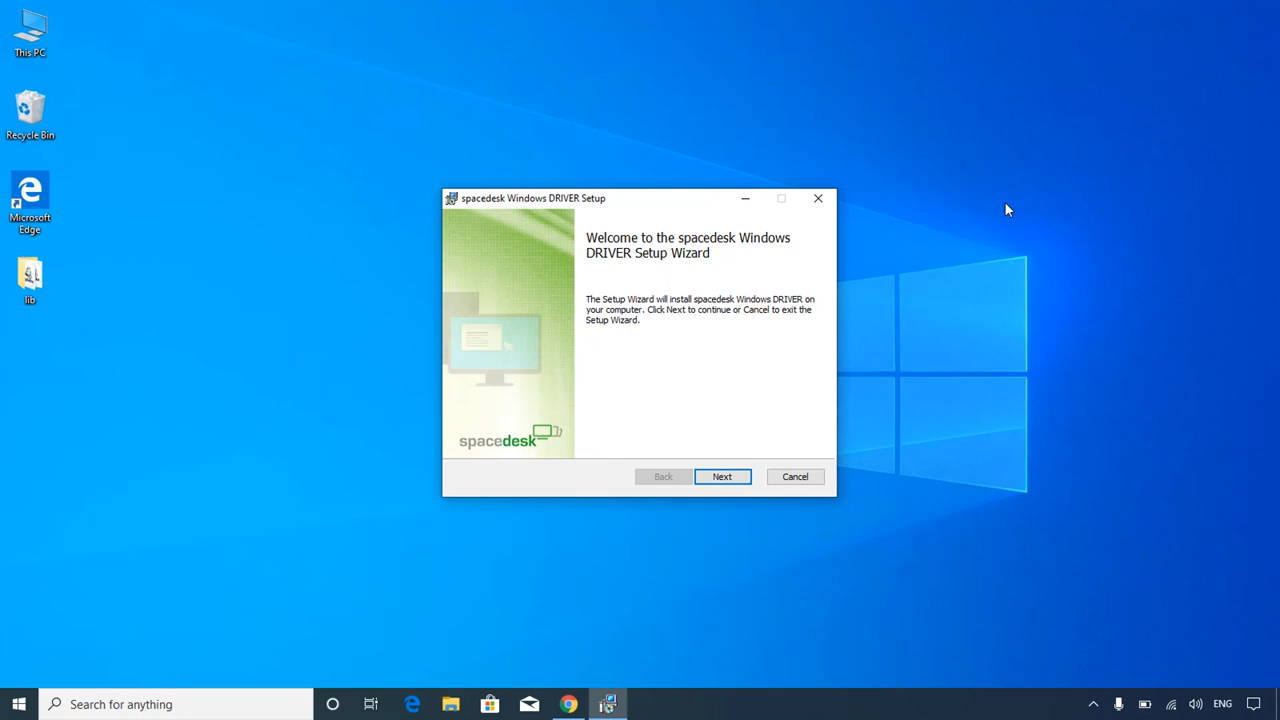 This PC
Recycle Bin
Microsoft
Edge
lib
spacedesk Windows DRIVER Setup
Welcome to the spacedesk Windows
DRIVER Setup Wizard
The Setup Wizard will install spacedesk Windows DRIVER on
your computer. Click Next to continue or Cancel to exit the
Setup Wizard.
spacedesk
Back
Next
Cancel
Search for anything
ENG